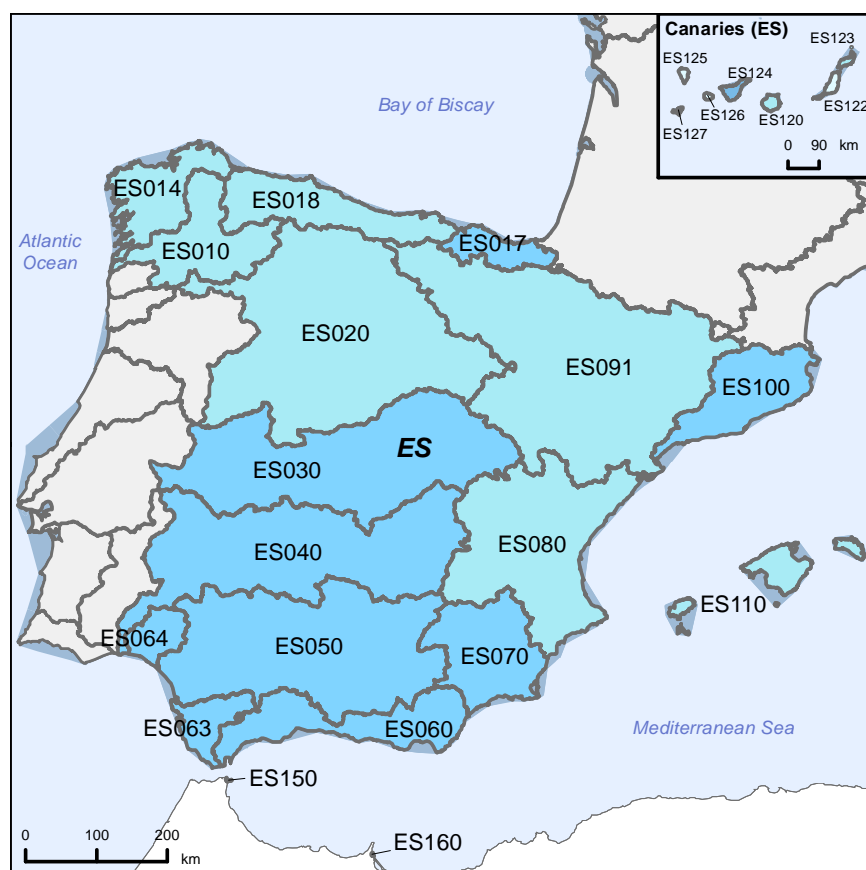 Canaries (ES)
ES123
ES125
ES124
ES122
ES126
ES120
ES127
0 90 km
Bay of Biscay
ES014
ES018
ES017
Atlantic
Ocean
ES010
ES020
ES091
ES100
ES
ES030
ES040
ES080
ES110
ES064
ES050
ES070
ES063
ES060
Mediterranean Sea
ES150
ES160
0 100 200
km